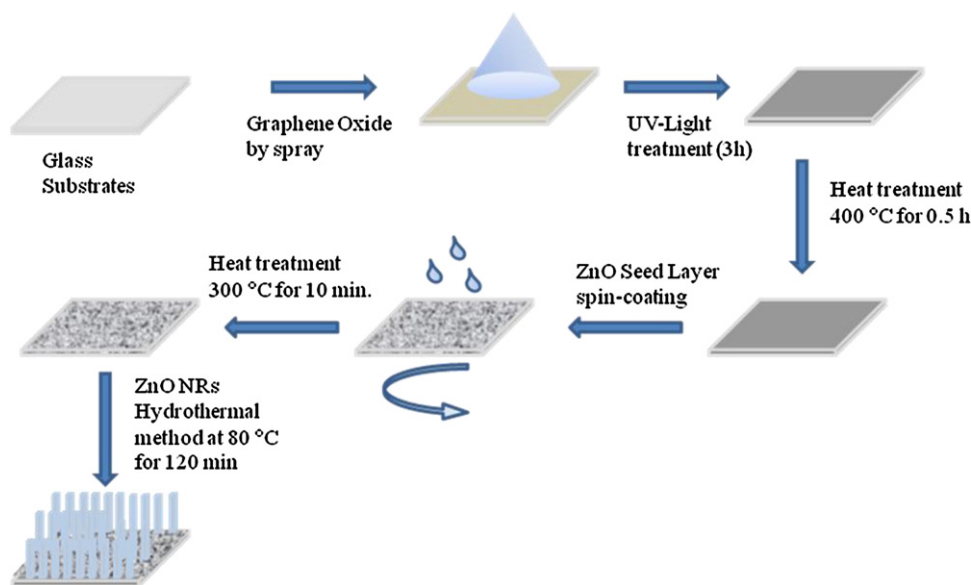 Glass
Substrates
Graphene Oxide
by spray
UV-Light
treatment (3h)
Heat treatment
400 °C for 0.5 h
ZnO Seed Layer
spin-coating
Heat treatment
300 °C for 10 min.
ZnO NRs
Hydrothermal
method at 80 °C
for 120 min